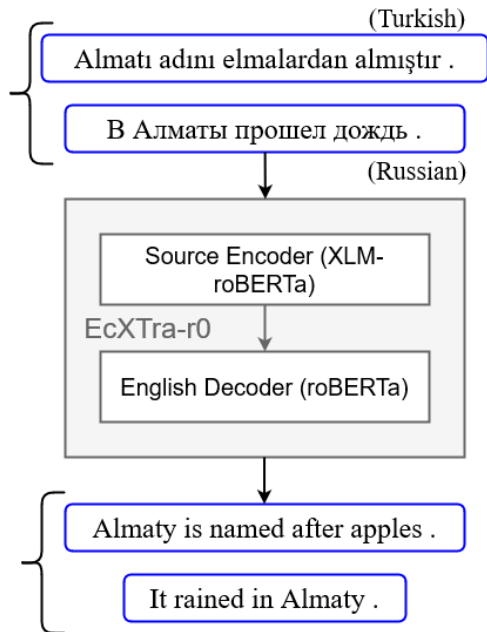 (Turkish)
Almatı adını elmalardan almıştır .
В Алматы прошел дождь .
(Russian)
Source Encoder (XLM-
roBERTa)
EcXTra-r0
English Decoder (roBERTa)
Almaty is named after apples .
It rained in Almaty .